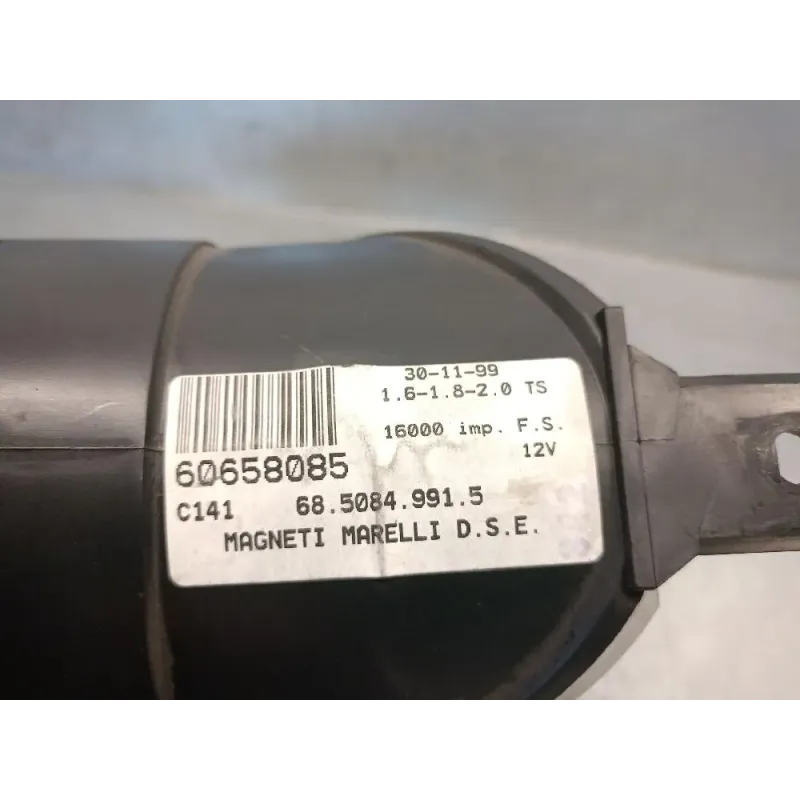 30-11-99
1.6-1.8-2.0 TS
16000 imp. F.S.
12V
60658085
C141 68.5084.991.5
MAGNETI MARELLI D.S.E.